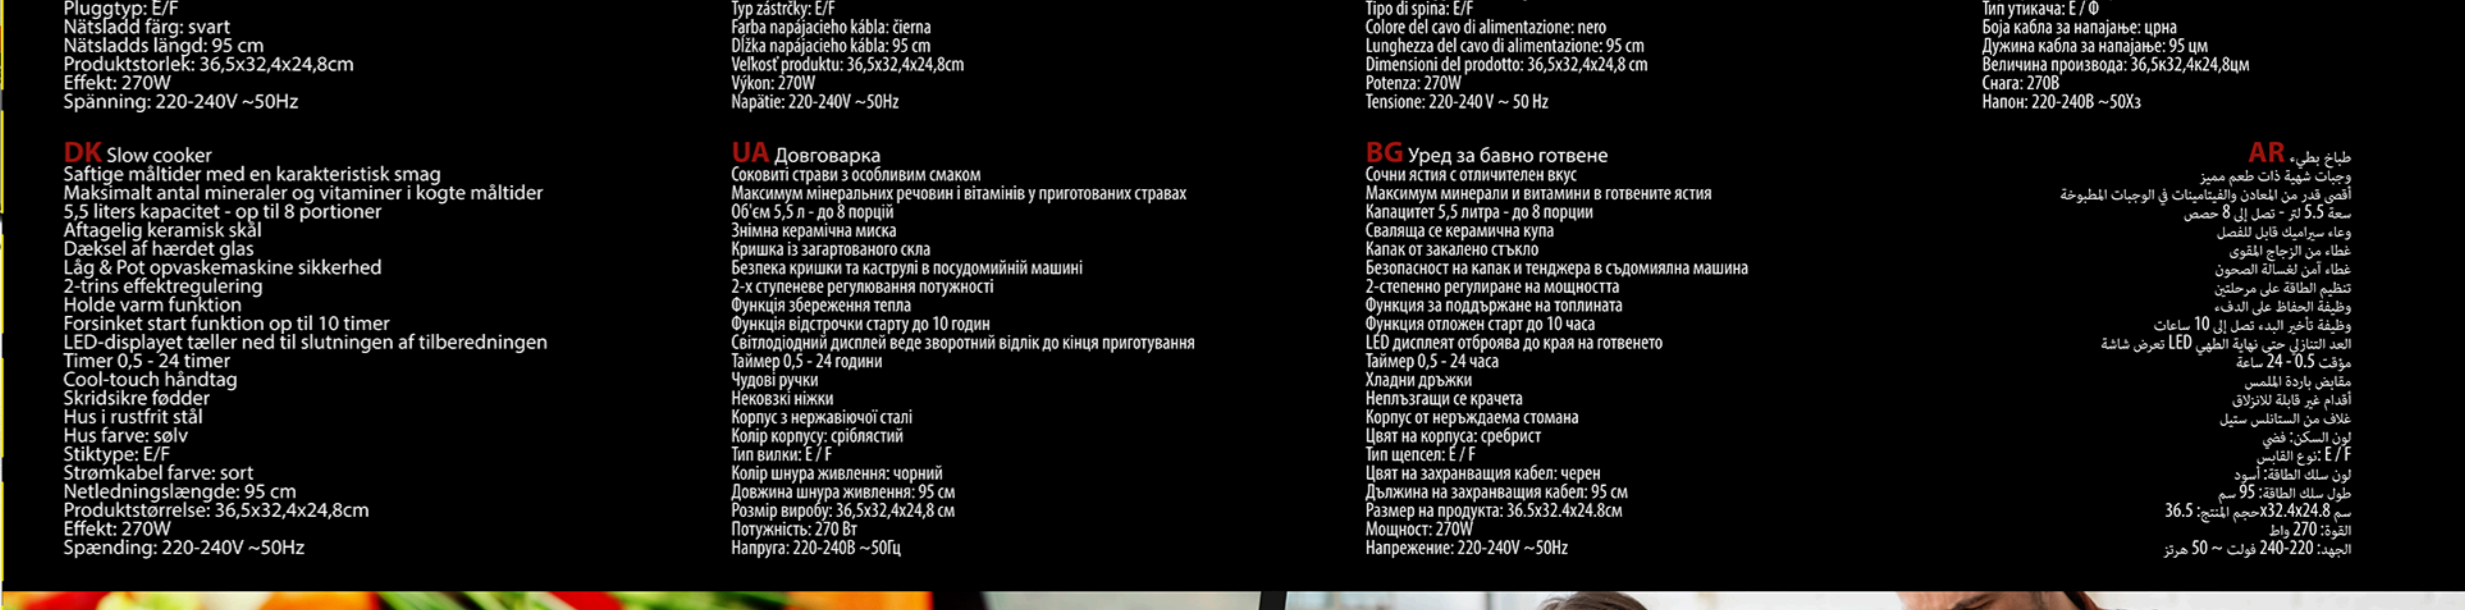 Pluggtyp: E/F
Nätsladd färg: svart
Nätsladds längd: 95 cm
Produktstorlek: 36,5x32,4x24,8cm
Effekt: 270W
Spänning: 220-240V ~50Hz
Typ zástrčky: E/F
Farba napájacieho kábla: čierna
Dĺžka napájacieho kábla: 95 cm
Veľkosť produktu: 36,5x32,4x24,8cm
Výkon: 270W
Napätie: 220-240V ~50Hz
Tipo di spina: E/F
Colore del cavo di alimentazione: nero
Lunghezza del cavo di alimentazione: 95 cm
Dimensioni del prodotto: 36,5x32,4x24,8 cm
Potenza: 270W
Tensione: 220-240 V ~ 50 Hz
Тип утикача: Е / Ф
Боја кабла за напајање: црна
Дужина кабла за напајање: 95 цм
Величина производа: 36,5к32,4к24,8цм
Снага: 270В
Напон: 220-240В ~50Хз
DK Slow cooker
Saftige måltider med en karakteristisk smag
Maksimalt antal mineraler og vitaminer i kogte måltider
5,5 liters kapacitet - op til 8 portioner
Aftagelig keramisk skål
Dæksel af hærdet glas
Låg & Pot opvaskemaskine sikkerhed
2-trins effektregulering
Holde varm funktion
Forsinket start funktion op til 10 timer
LED-displayet tæller ned til slutningen af tilberedningen
Timer 0,5 - 24 timer
Cool-touch håndtag
Skridsikre fødder
Hus i rustfrit stål
Hus farve: sølv
Stiktype: E/F
Strømkabel farve: sort
Netledningslængde: 95 cm
Produktstørrelse: 36,5x32,4x24,8cm
Effekt: 270W
Spænding: 220-240V ~50Hz
UA Довговарка
Соковиті страви з особливим смаком
Максимум мінеральних речовин і вітамінів у приготованих стравах
Об'єм 5,5 л - до 8 порцій
Знімна керамічна миска
Кришка із загартованого скла
Безпека кришки та каструлі в посудомийній машині
2-х ступеневе регулювання потужності
Функція збереження тепла
Функція відстрочки старту до 10 годин
Світлодіодний дисплей веде зворотний відлік до кінця приготування
Таймер 0,5 - 24 години
Чудові ручки
Нековзкі ніжки
Корпус з нержавіючої сталі
Колір корпусу: сріблястий
Тип вилки: E / F
Колір шнура живлення: чорний
Довжина шнура живлення: 95 см
Розмір виробу: 36,5x32,4x24,8 см
Потужність: 270 Вт
Напруга: 220-240В ~50Гц
BG Уред за бавно готвене
Сочни ястия с отличителен вкус
Максимум минерали и витамини в готвените ястия
Капацитет 5,5 литра - до 8 порции
Сваляща се керамична купа
Капак от закалено стъкло
Безопасност на капак и тенджера в съдомиялна машина
2-степенно регулиране на мощността
Функция за поддържане на топлината
Функция отложен старт до 10 часа
LED дисплеят отброява до края на готвенето
Таймер 0,5 - 24 часа
Хладни дръжки
Неплъзгащи се крачета
Корпус от неръждаема стомана
Цвят на корпуса: сребрист
Тип щепсел: E / F
Цвят на захранващия кабел: черен
Дължина на захранващия кабел: 95 см
Размер на продукта: 36.5x32.4x24.8см
Мощност: 270W
Напрежение: 220-240V ~50Hz
AR طباخ بطيء
وجبات شهية ذات طعم مميز
أقصى قدر من المعادن والفيتامينات في الوجبات المطبوخة
سعة 5.5 لتر - تصل إلى 8 حصص
وعاء سيراميك قابل للفصل
غطاء من الزجاج المقوى
غطاء آمن لغسالة الصحون
تنظيم الطاقة على مرحلتين
وظيفة الحفاظ على الدفء
وظيفة تأخير البدء تصل إلى 10 ساعات
العد التنازلي حتى نهاية الطهي LED تعرض شاشة
مؤقت 0.5 - 24 ساعة
مقابض باردة الملمس
أقدام غير قابلة للانزلاق
غلاف من الستانلس ستيل
لون السكن: فضي
E / F :نوع القابس
لون سلك الطاقة: أسود
طول سلك الطاقة: 95 سم
سم x32.4x24.8حجم المنتج: 36.5
القوة: 270 واط
الجهد: 220-240 فولت ~ 50 هرتز